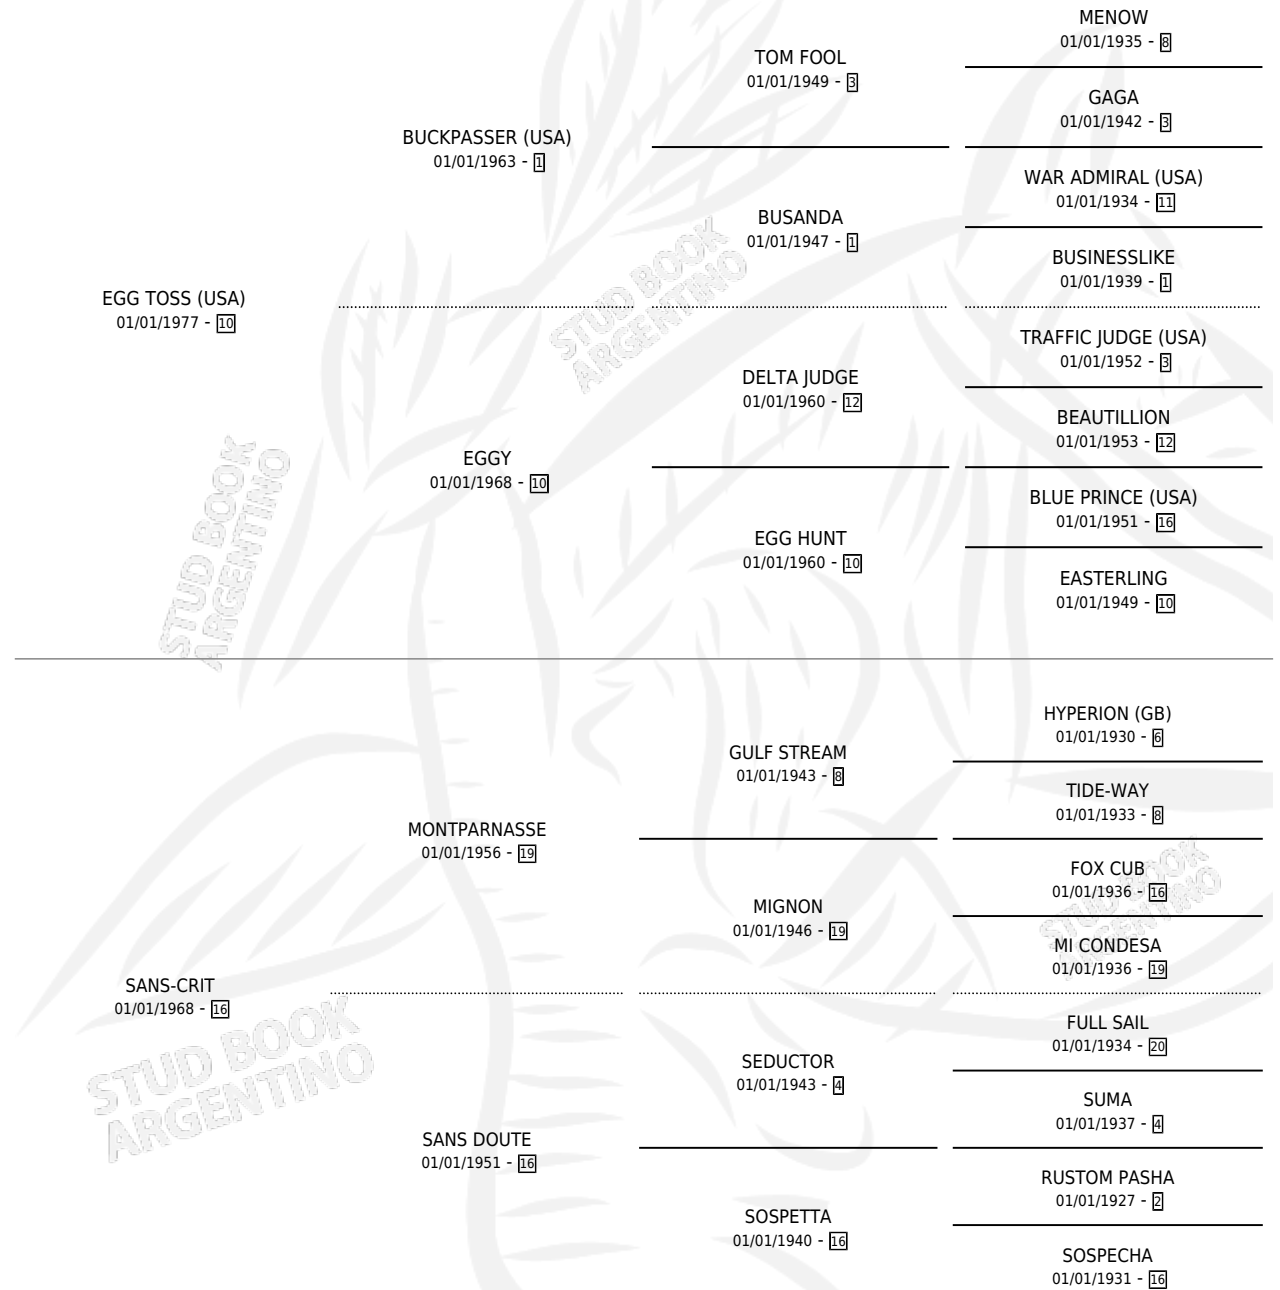 MENOW
01/01/1935 - 8
TOM FOOL
01/01/1949 - 3
GAGA
01/01/1942 - 3
BUCKPASSER (USA)
01/01/1963 - 1
WAR ADMIRAL (USA)
01/01/1934 - 11
BUSANDA
01/01/1947 - 1
BUSINESSLIKE
01/01/1939 - 1
EGG TOSS (USA)
01/01/1977 - 10
TRAFFIC JUDGE (USA)
01/01/1952 - 3
DELTA JUDGE
01/01/1960 - 12
BEAUTILLION
01/01/1953 - 12
EGGY
01/01/1968 - 10
BLUE PRINCE (USA)
01/01/1951 - 16
EGG HUNT
01/01/1960 - 10
EASTERLING
01/01/1949 - 10
STUD BOOK
ARGENTINO
STUD BOOK
ARGENTINO
HYPERION (GB)
01/01/1930 - 6
GULF STREAM
01/01/1943 - 8
TIDE-WAY
01/01/1933 - 8
MONTPARNASSE
01/01/1956 - 19
FOX CUB
01/01/1936 - 16
MIGNON
01/01/1946 - 19
MI CONDESA
01/01/1936 - 19
SANS-CRIT
01/01/1968 - 16
FULL SAIL
01/01/1934 - 20
SEDUCTOR
01/01/1943 - 4
SUMA
01/01/1937 - 4
SANS DOUTE
01/01/1951 - 16
RUSTOM PASHA
01/01/1927 - 2
SOSPETTA
01/01/1940 - 16
SOSPECHA
01/01/1931 - 16
STUD BOOK
ARGENTINO
STUD BOOK
ARGENTINO